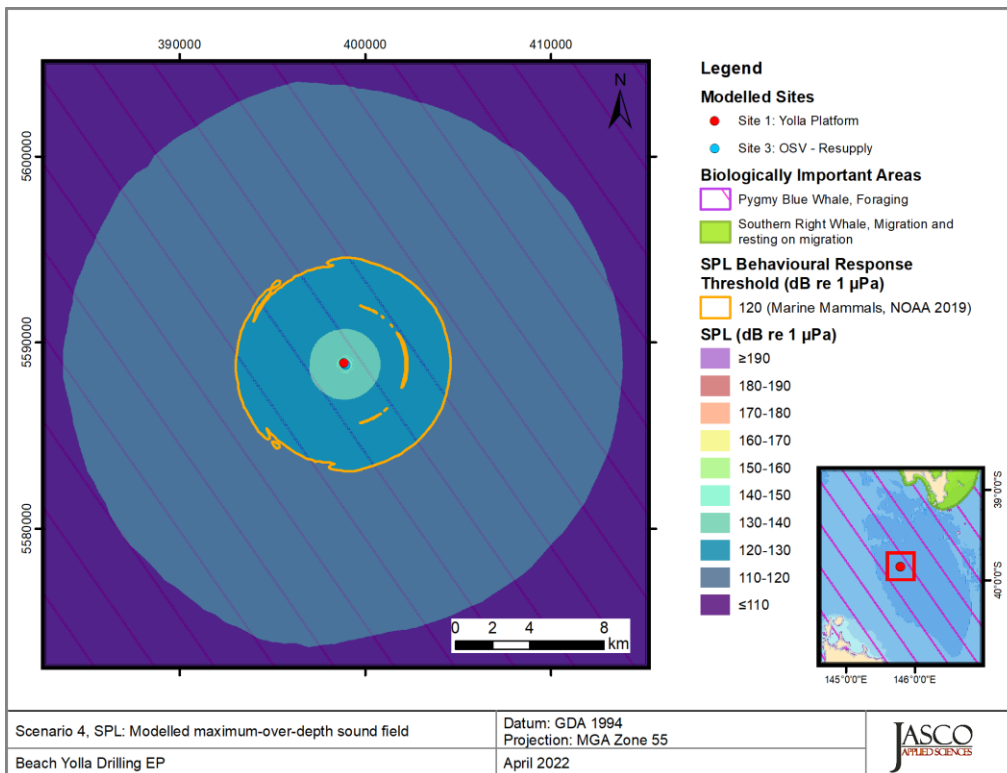 390000 400000 410000
5600000
5590000
5580000
N
0 2 4 8
km
Legend
Modelled Sites
Site 1: Yolla Platform
Site 3: OSV - Resupply
Biologically Important Areas
Pygmy Blue Whale, Foraging
Southern Right Whale, Migration and
resting on migration
SPL Behavioural Response
Threshold (dB re 1 µPa)
120 (Marine Mammals, NOAA 2019)
SPL (dB re 1 µPa)
≥190
180-190
170-180
160-170
150-160
140-150
130-140
120-130
110-120
≤110
39°0'0"S
40°0'0"S
145°0'0"E 146°0'0"E
Scenario 4, SPL: Modelled maximum-over-depth sound field
Beach Yolla Drilling EP
Datum: GDA 1994
Projection: MGA Zone 55
April 2022
JASCO
APPLIED SCIENCES